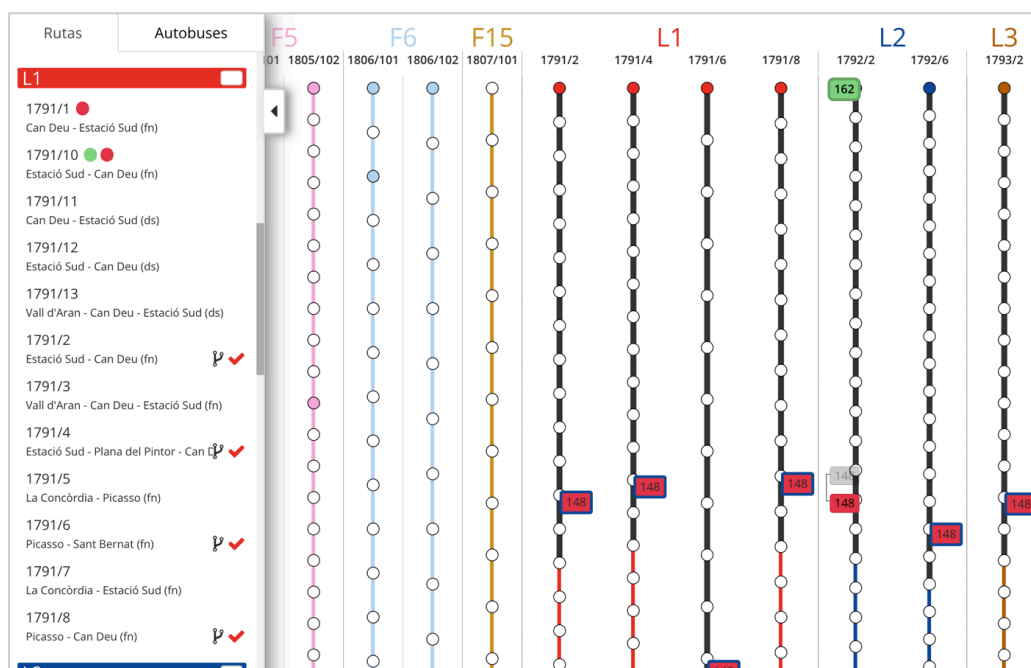 Rutas
Autobuses
L1
1791/1
Can Deu - Estació Sud (fn)
1791/10
Estació Sud - Can Deu (fn)
1791/11
Can Deu - Estació Sud (ds)
1791/12
Estació Sud - Can Deu (ds)
1791/13
Vall d'Aran - Can Deu - Estació Sud (ds)
1791/2
Estació Sud - Can Deu (fn)
1791/3
Vall d'Aran - Can Deu - Estació Sud (fn)
1791/4
Estació Sud - Plana del Pintor - Can
1791/5
La Concòrdia - Picasso (fn)
1791/6
Picasso - Sant Bernat (fn)
1791/7
La Concòrdia - Estació Sud (fn)
1791/8
Picasso - Can Deu (fn)
F5 F6 F15 L1 L2 L3
01 1805/102 1806/101 1806/102 1807/101 1791/2 1791/4 1791/6 1791/8 1792/2 1792/6 1793/2
162
148
148
148
148
148
148
148